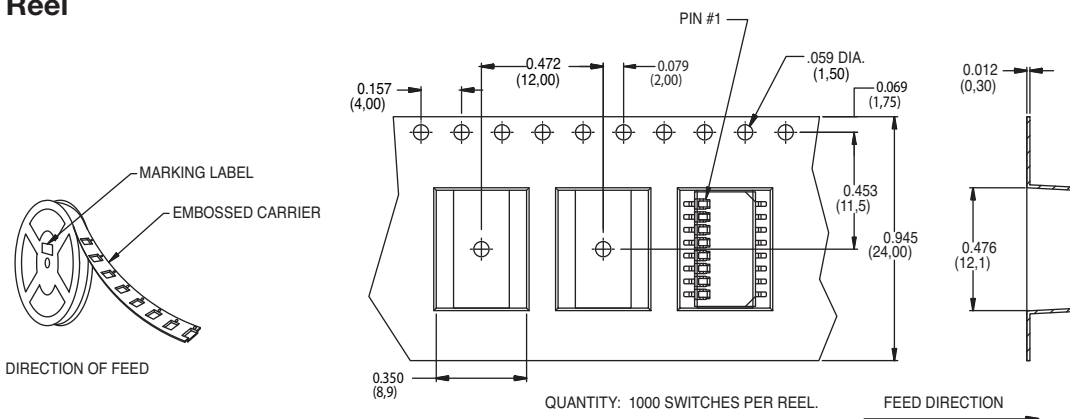 Reel
PIN #1
0.472
(12,00)
0.079
(2,00)
.059 DIA.
(1,50)
0.069
(1,75)
0.012
(0,30)
0.157
(4,00)
MARKING LABEL
EMBOSSED CARRIER
0.453
(11,5)
0.945
(24,00)
0.476
(12,1)
DIRECTION OF FEED
0.350
(8,9)
QUANTITY: 1000 SWITCHES PER REEL.
FEED DIRECTION